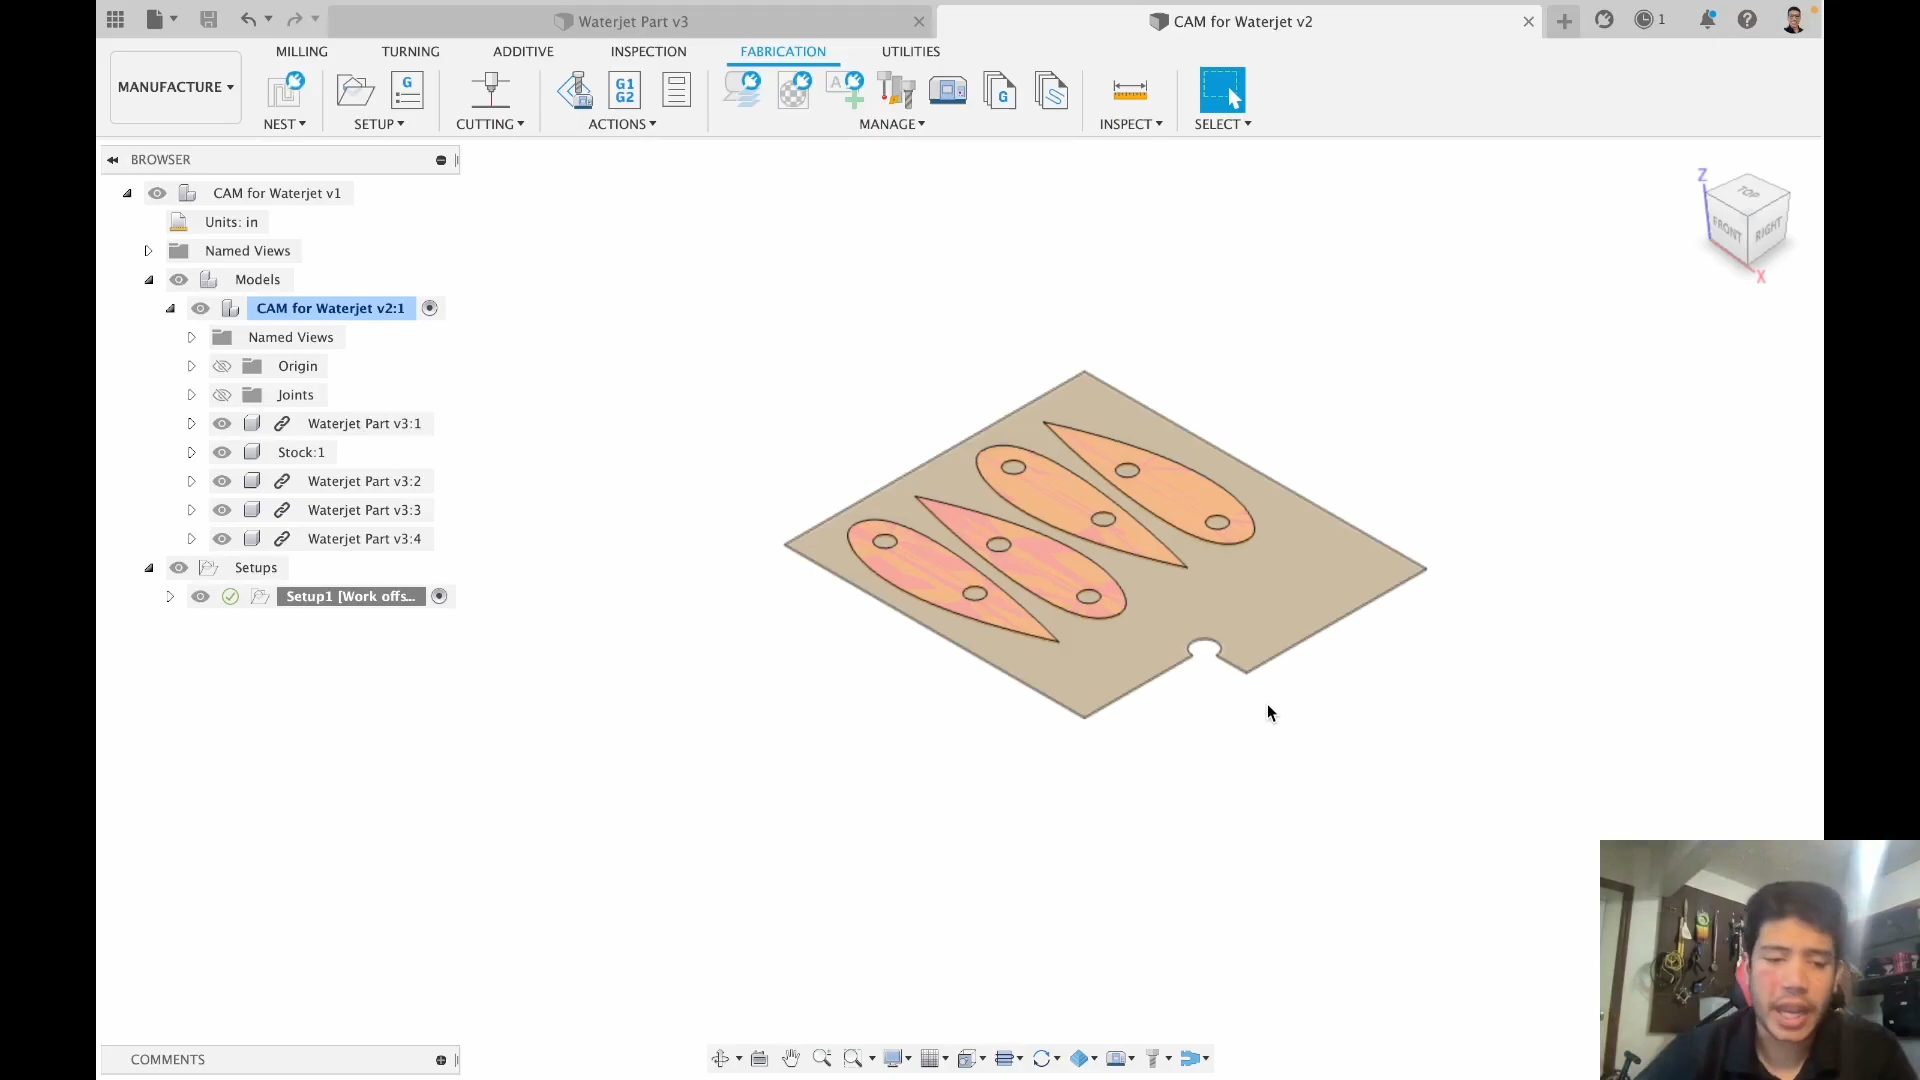 Waterjet Part v3
CAM for Waterjet v2
1
MILLING
TURNING
ADDITIVE
INSPECTION
FABRICATION
UTILITIES
MANUFACTURE
G
G1
G2
A
G
NEST
SETUP
CUTTING
ACTIONS
MANAGE
INSPECT
SELECT
BROWSER
CAM for Waterjet v1
Units: in
Named Views
Models
CAM for Waterjet v2:1
Named Views
Origin
Joints
Waterjet Part v3:1
Stock:1
Waterjet Part v3:2
Waterjet Part v3:3
Waterjet Part v3:4
Setups
Setup1 [Work offs...
Z
TOP
FRONT
RIGHT
X
COMMENTS